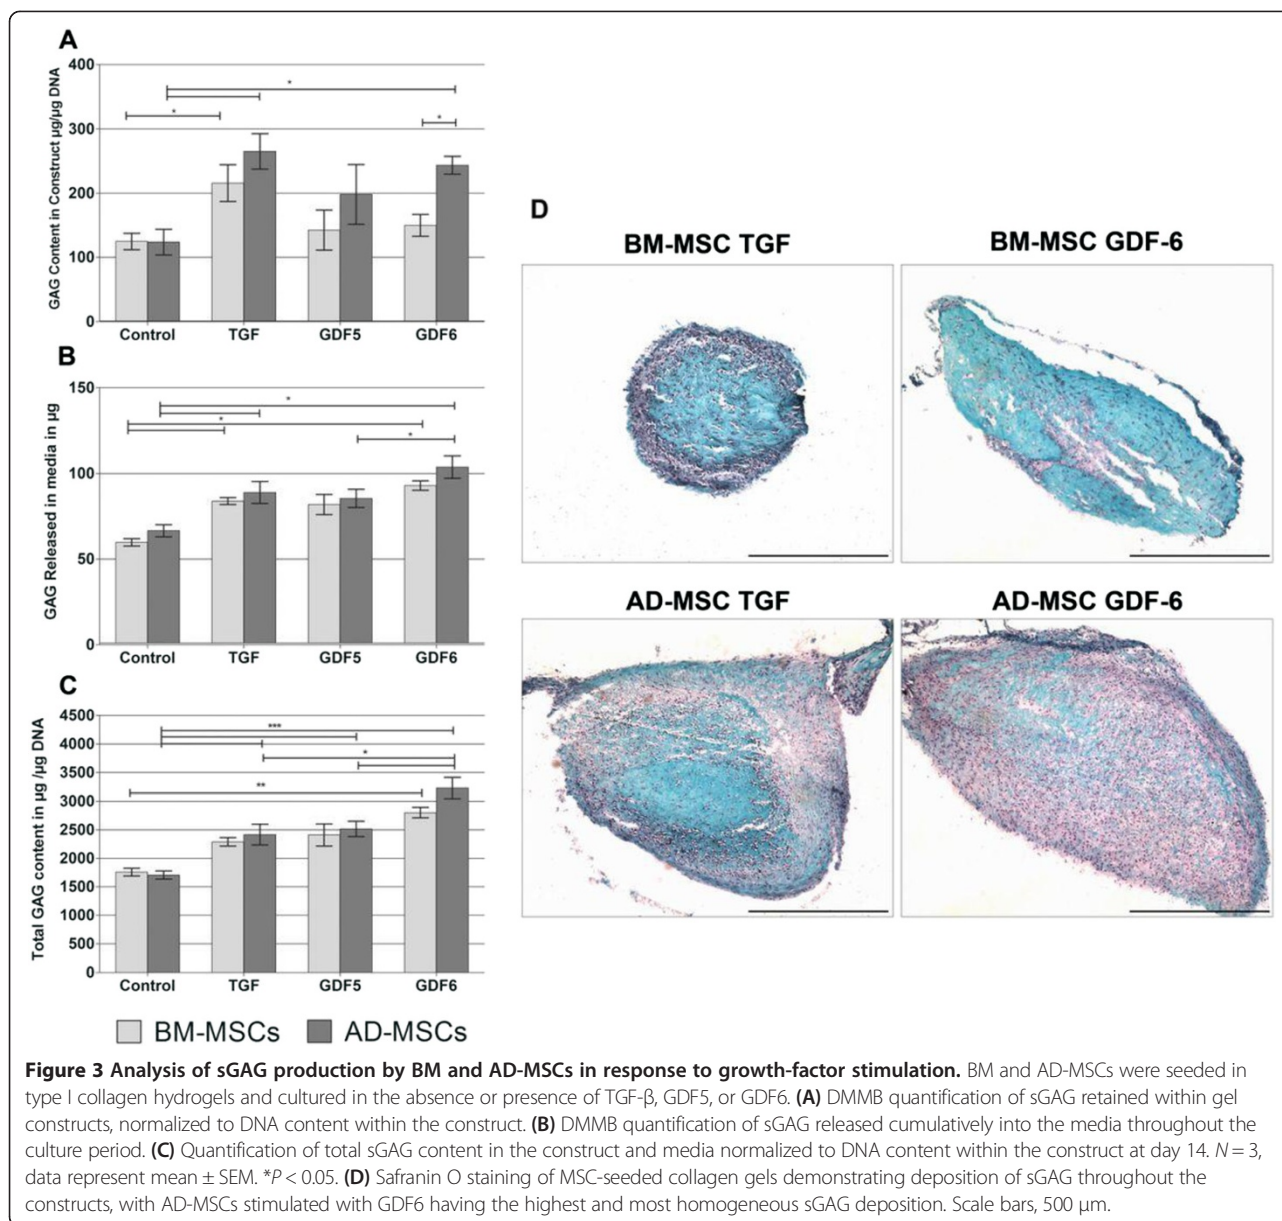 A
GAG Content in Construct µg/µg DNA
400
300
200
100
0
*
*
*
Control TGF GDF5 GDF6
B
GAG Released in media in µg
150
100
50
0
*
*
*
Control TGF GDF5 GDF6
C
Total GAG content in µg /µg DNA
4500
4000
3500
3000
2500
2000
1500
1000
500
0
***
*
**
Control TGF GDF5 GDF6
BM-MSCs AD-MSCs
D
BM-MSC TGF
BM-MSC GDF-6
AD-MSC TGF
AD-MSC GDF-6
Figure 3 Analysis of sGAG production by BM and AD-MSCs in response to growth-factor stimulation. BM and AD-MSCs were seeded in
type I collagen hydrogels and cultured in the absence or presence of TGF-β, GDF5, or GDF6. (A) DMMB quantification of sGAG retained within gel
constructs, normalized to DNA content within the construct. (B) DMMB quantification of sGAG released cumulatively into the media throughout the
culture period. (C) Quantification of total sGAG content in the construct and media normalized to DNA content within the construct at day 14. N = 3,
data represent mean ± SEM. *P < 0.05. (D) Safranin O staining of MSC-seeded collagen gels demonstrating deposition of sGAG throughout the
constructs, with AD-MSCs stimulated with GDF6 having the highest and most homogeneous sGAG deposition. Scale bars, 500 µm.